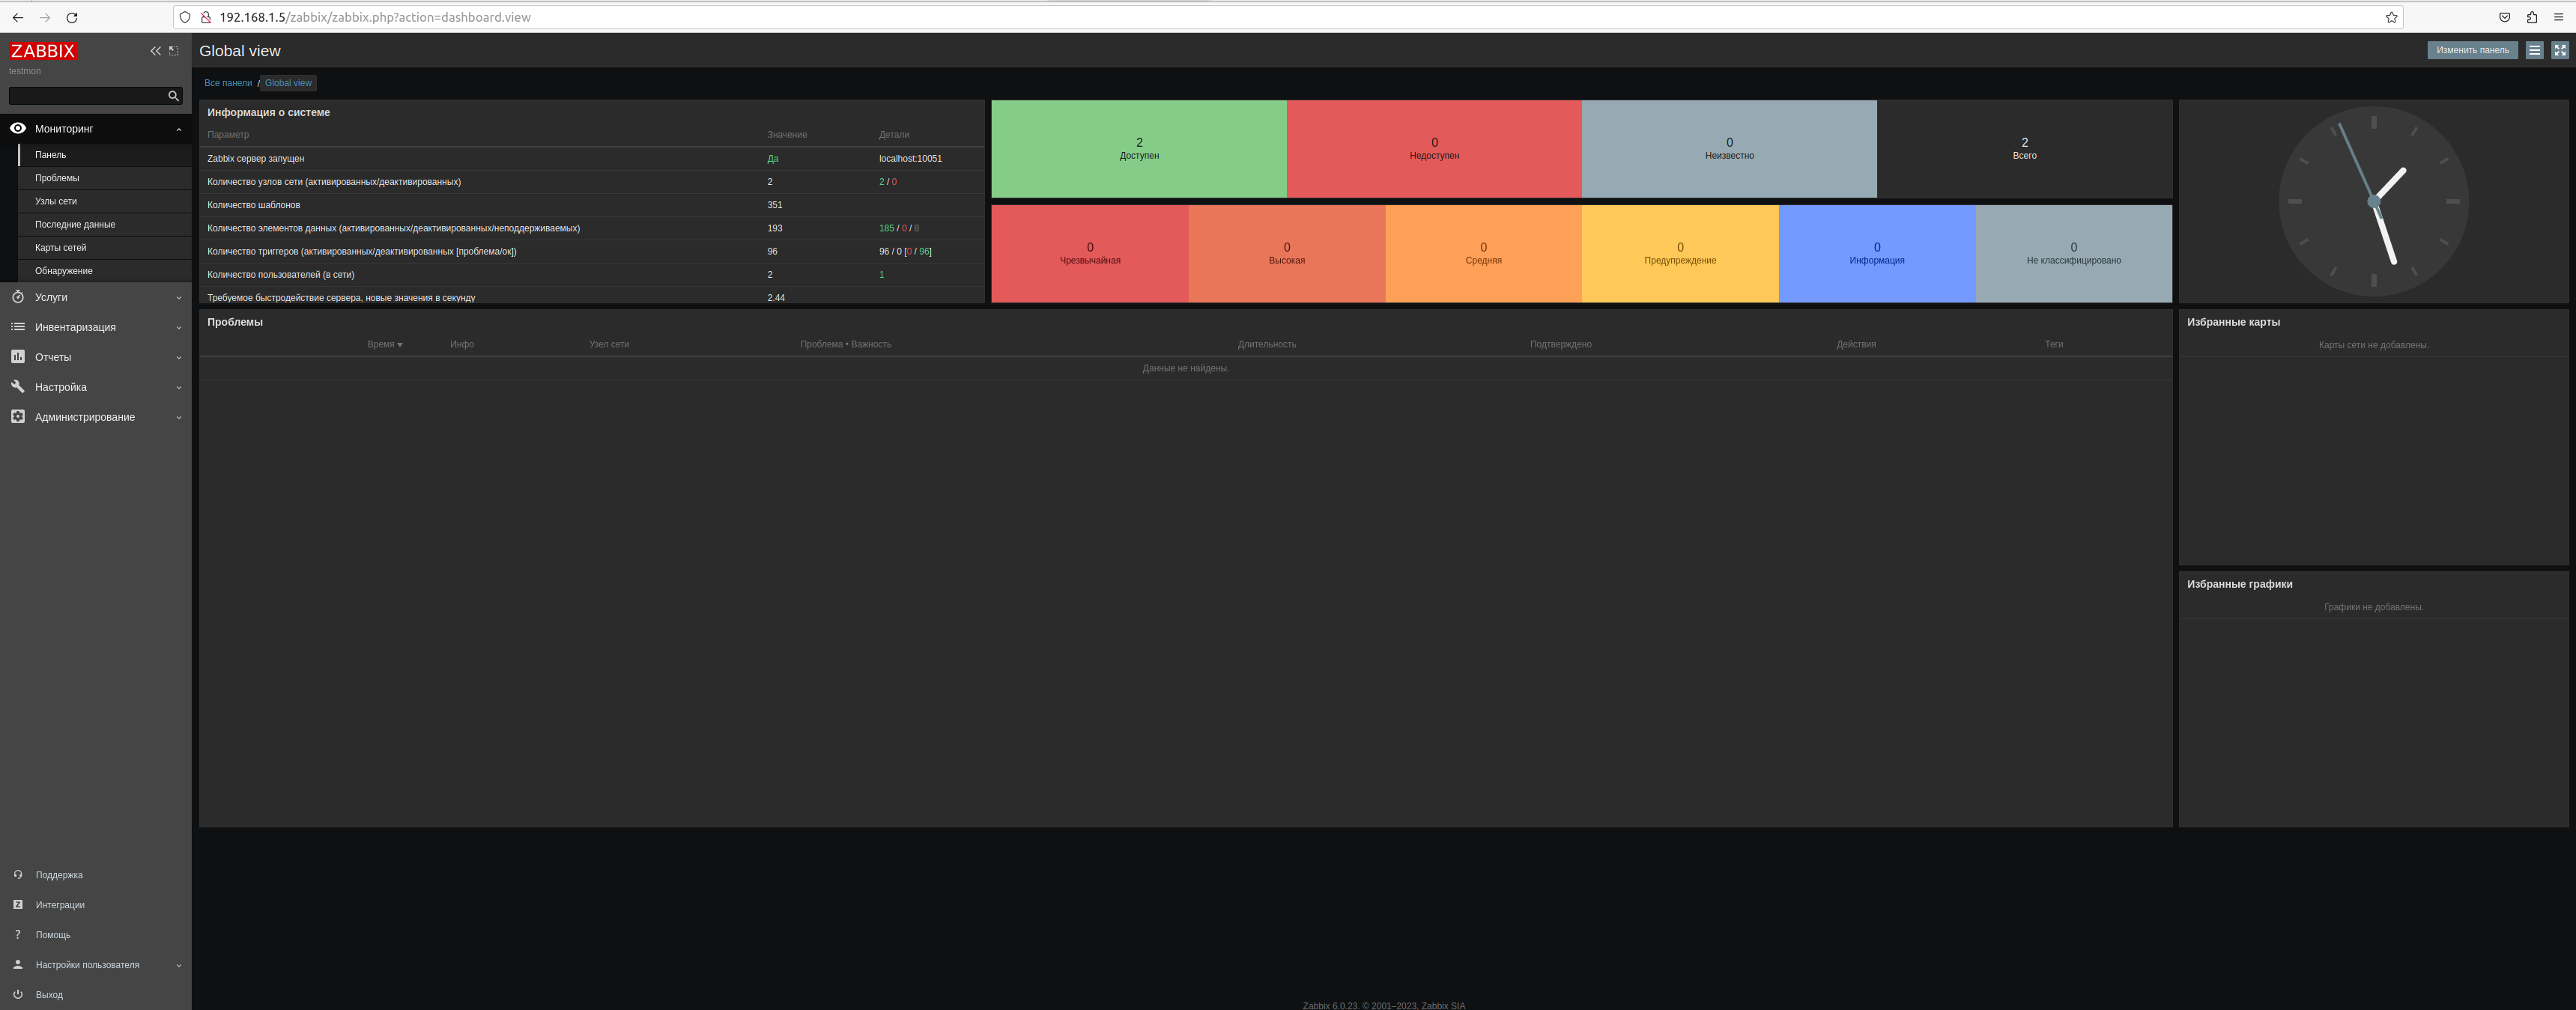 192.168.1.5/zabbix/zabbix.php?action=dashboard.view
ZABBIX
testmon
Мониторинг
Панель
Проблемы
Узлы сети
Последние данные
Карты сетей
Обнаружение
Услуги
Инвентаризация
Отчеты
Настройка
Администрирование
Поддержка
Интеграции
Помощь
Настройки пользователя
Выход
Global view
Изменить панель
Все панели / Global view
Информация о системе
Параметр Значение Детали
Zabbix сервер запущен Да localhost:10051
Количество узлов сети (активированных/деактивированных) 2 2 / 0
Количество шаблонов 351
Количество элементов данных (активированных/деактивированных/неподдерживаемых) 193 185 / 0 / 8
Количество триггеров (активированных/деактивированных [проблема/ок]) 96 96 / 0 [0 / 96]
Количество пользователей (в сети) 2 1
Требуемое быстродействие сервера, новые значения в секунду 2.44
2 0 0 2
Доступен Недоступен Неизвестно Всего
0 0 0 0 0 0
Чрезвычайная Высокая Средняя Предупреждение Информация Не классифицировано
Проблемы
Время Инфо Узел сети Проблема • Важность Длительность Подтверждено Действия Теги
Данные не найдены.
Избранные карты
Карты сети не добавлены.
Избранные графики
Графики не добавлены.
Zabbix 6.0.23. © 2001–2023, Zabbix SIA